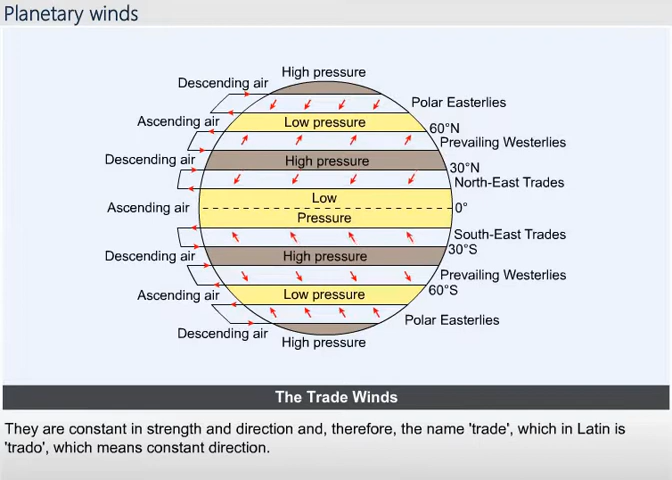 Planetary winds
High pressure
Descending air
Polar Easterlies
Ascending air
Low pressure
60°N
Prevailing Westerlies
Descending air
High pressure
30°N
North-East Trades
Low
Ascending air
0°
Pressure
South-East Trades
30°S
Descending air
High pressure
Prevailing Westerlies
60°S
Ascending air
Low pressure
Polar Easterlies
Descending air
High pressure
The Trade Winds
They are constant in strength and direction and, therefore, the name 'trade', which in Latin is
'trado', which means constant direction.